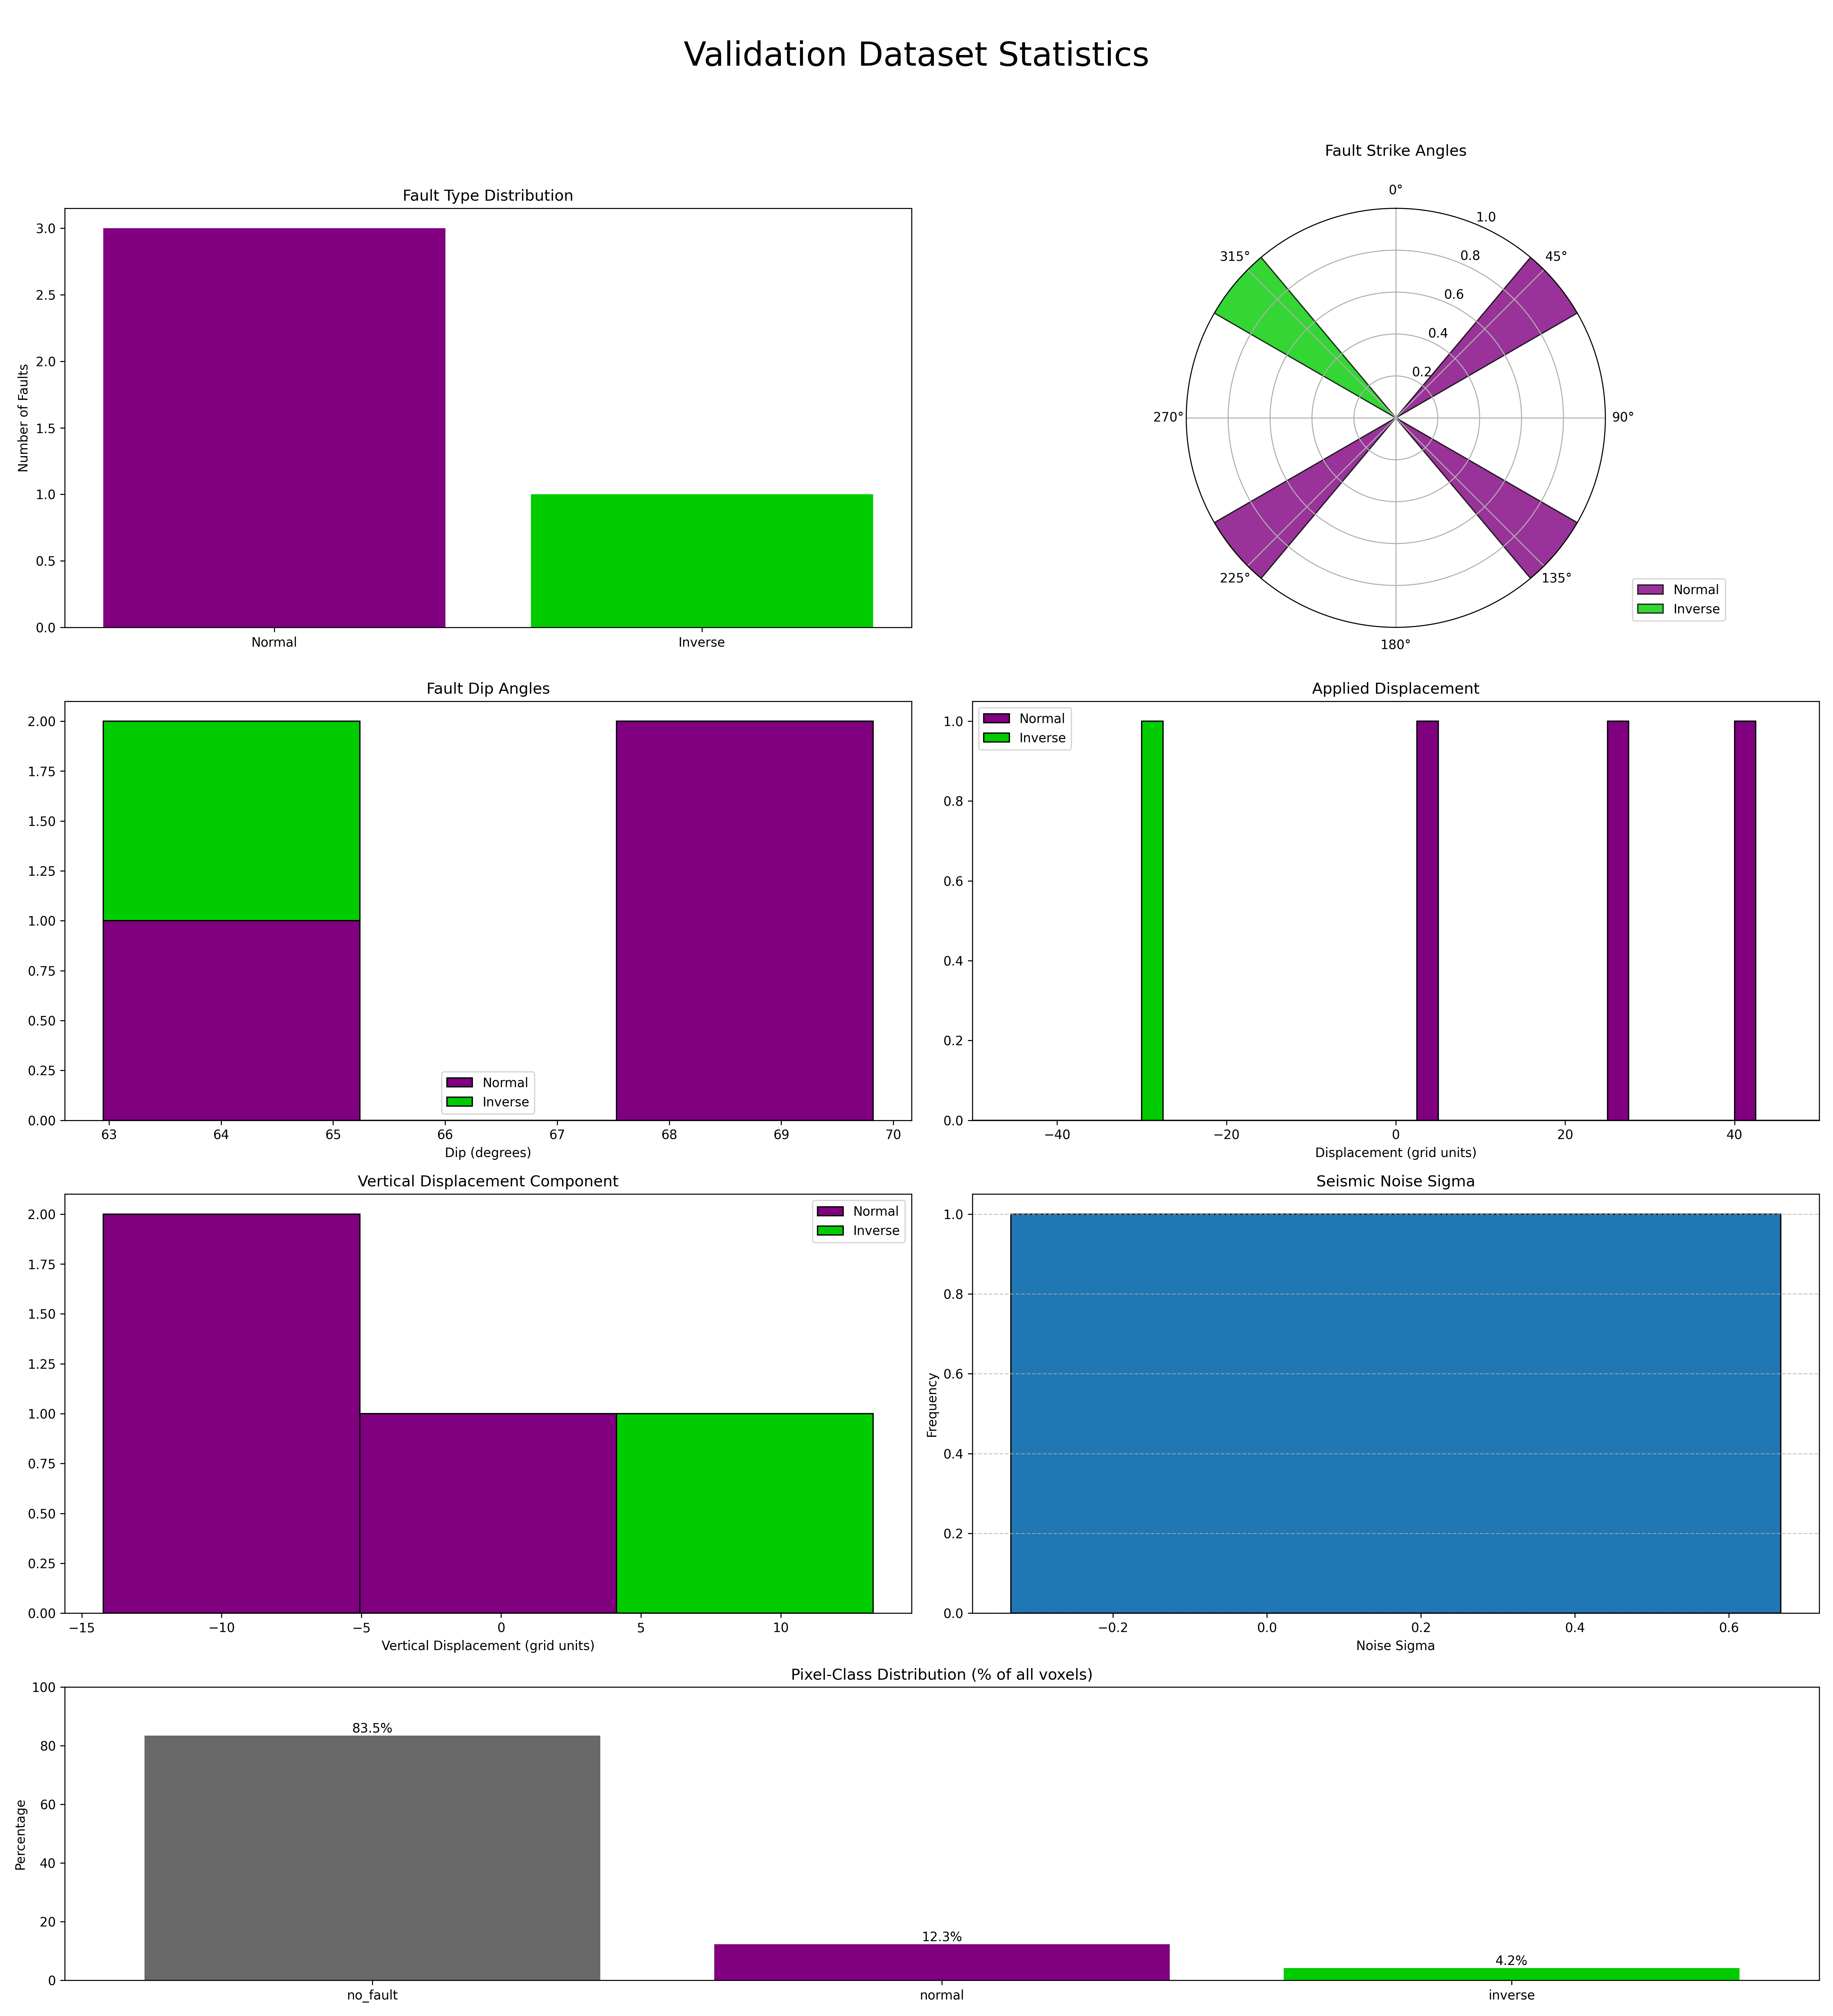 Validation Dataset Statistics
Fault Type Distribution
Number of Faults
3.0
2.5
2.0
1.5
1.0
0.5
0.0
Normal
Inverse
Fault Strike Angles
0°
45°
90°
135°
180°
225°
270°
315°
1.0
0.8
0.6
0.4
0.2
Normal
Inverse
Fault Dip Angles
2.00
1.75
1.50
1.25
1.00
0.75
0.50
0.25
0.00
Normal
Inverse
63 64 65 66 67 68 69 70
Dip (degrees)
Applied Displacement
Normal
Inverse
1.0
0.8
0.6
0.4
0.2
0.0
−40 −20 0 20 40
Displacement (grid units)
Vertical Displacement Component
Normal
Inverse
2.00
1.75
1.50
1.25
1.00
0.75
0.50
0.25
0.00
−15 −10 −5 0 5 10
Vertical Displacement (grid units)
Seismic Noise Sigma
Frequency
1.0
0.8
0.6
0.4
0.2
0.0
−0.2 0.0 0.2 0.4 0.6
Noise Sigma
Pixel-Class Distribution (% of all voxels)
Percentage
100
80
60
40
20
0
83.5%
12.3%
4.2%
no_fault
normal
inverse